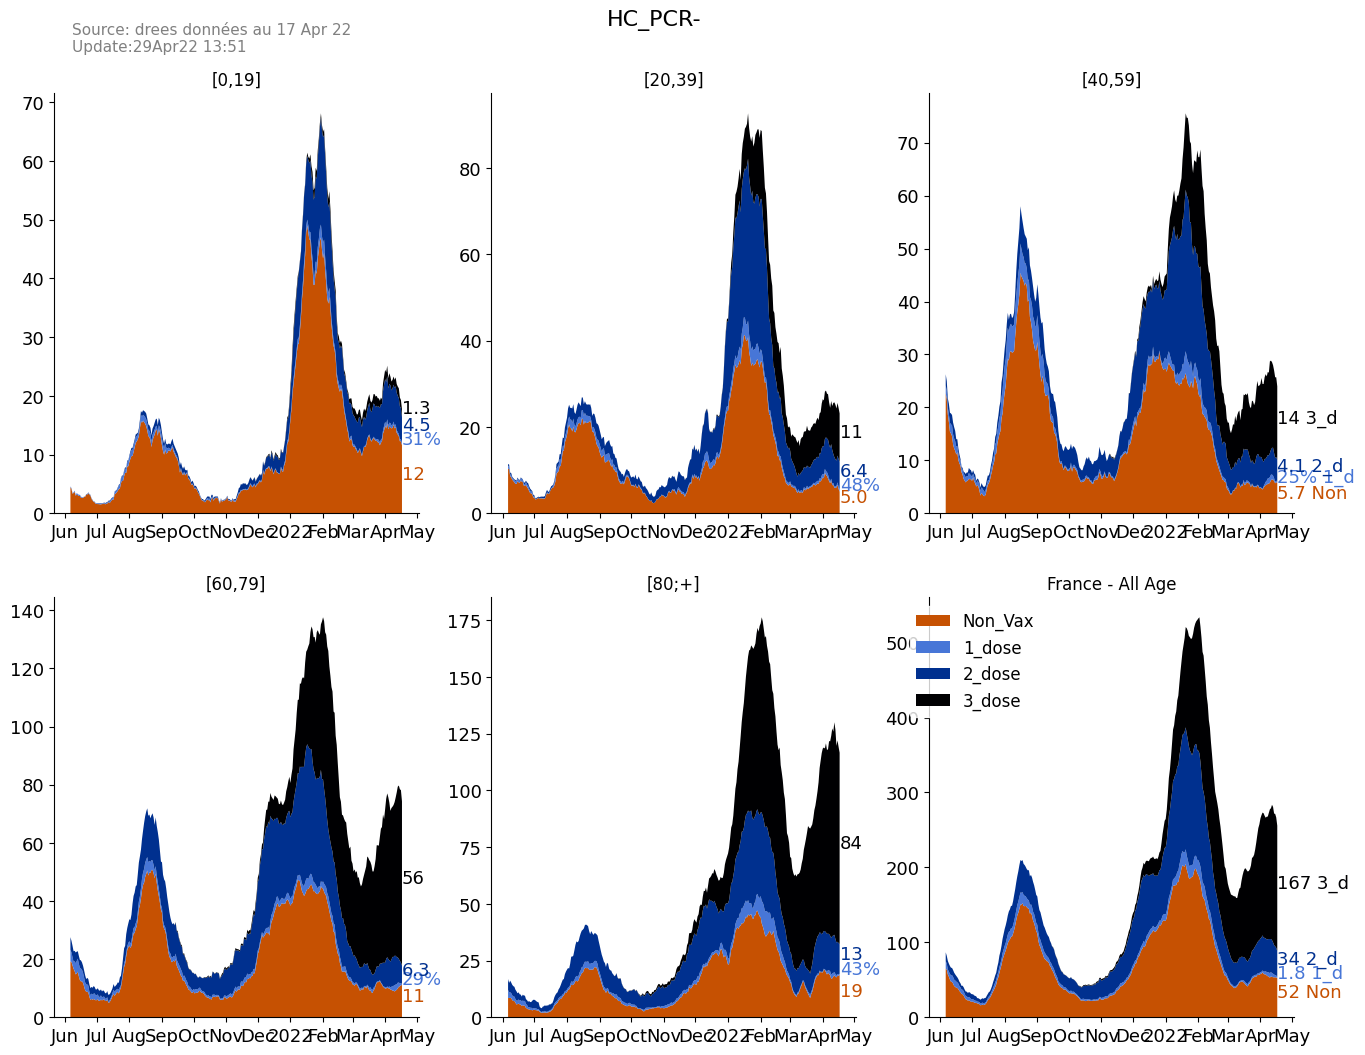 HC_PCR-
Source: drees données au 17 Apr 22
Update:29Apr22 13:51
[0,19]
70
60
50
40
30
20
10
0
1.3
4.5
31%
12
Jun Jul Aug Sep Oct Nov Dec 2022 Feb Mar Apr May
[20,39]
80
60
40
20
0
11
6.4
48%
5.0
Jun Jul Aug Sep Oct Nov Dec 2022 Feb Mar Apr May
[40,59]
70
60
50
40
30
20
10
0
14 3_d
4.1 2_d
25% 1_d
5.7 Non
Jun Jul Aug Sep Oct Nov Dec 2022 Feb Mar Apr May
[60,79]
140
120
100
80
60
40
20
0
56
6.3
29%
11
Jun Jul Aug Sep Oct Nov Dec 2022 Feb Mar Apr May
[80;+]
175
150
125
100
75
50
25
0
84
13
43%
19
Jun Jul Aug Sep Oct Nov Dec 2022 Feb Mar Apr May
France - All Age
Non_Vax
1_dose
2_dose
3_dose
500
400
300
200
100
0
167 3_d
34 2_d
1.8 1_d
52 Non
Jun Jul Aug Sep Oct Nov Dec 2022 Feb Mar Apr May